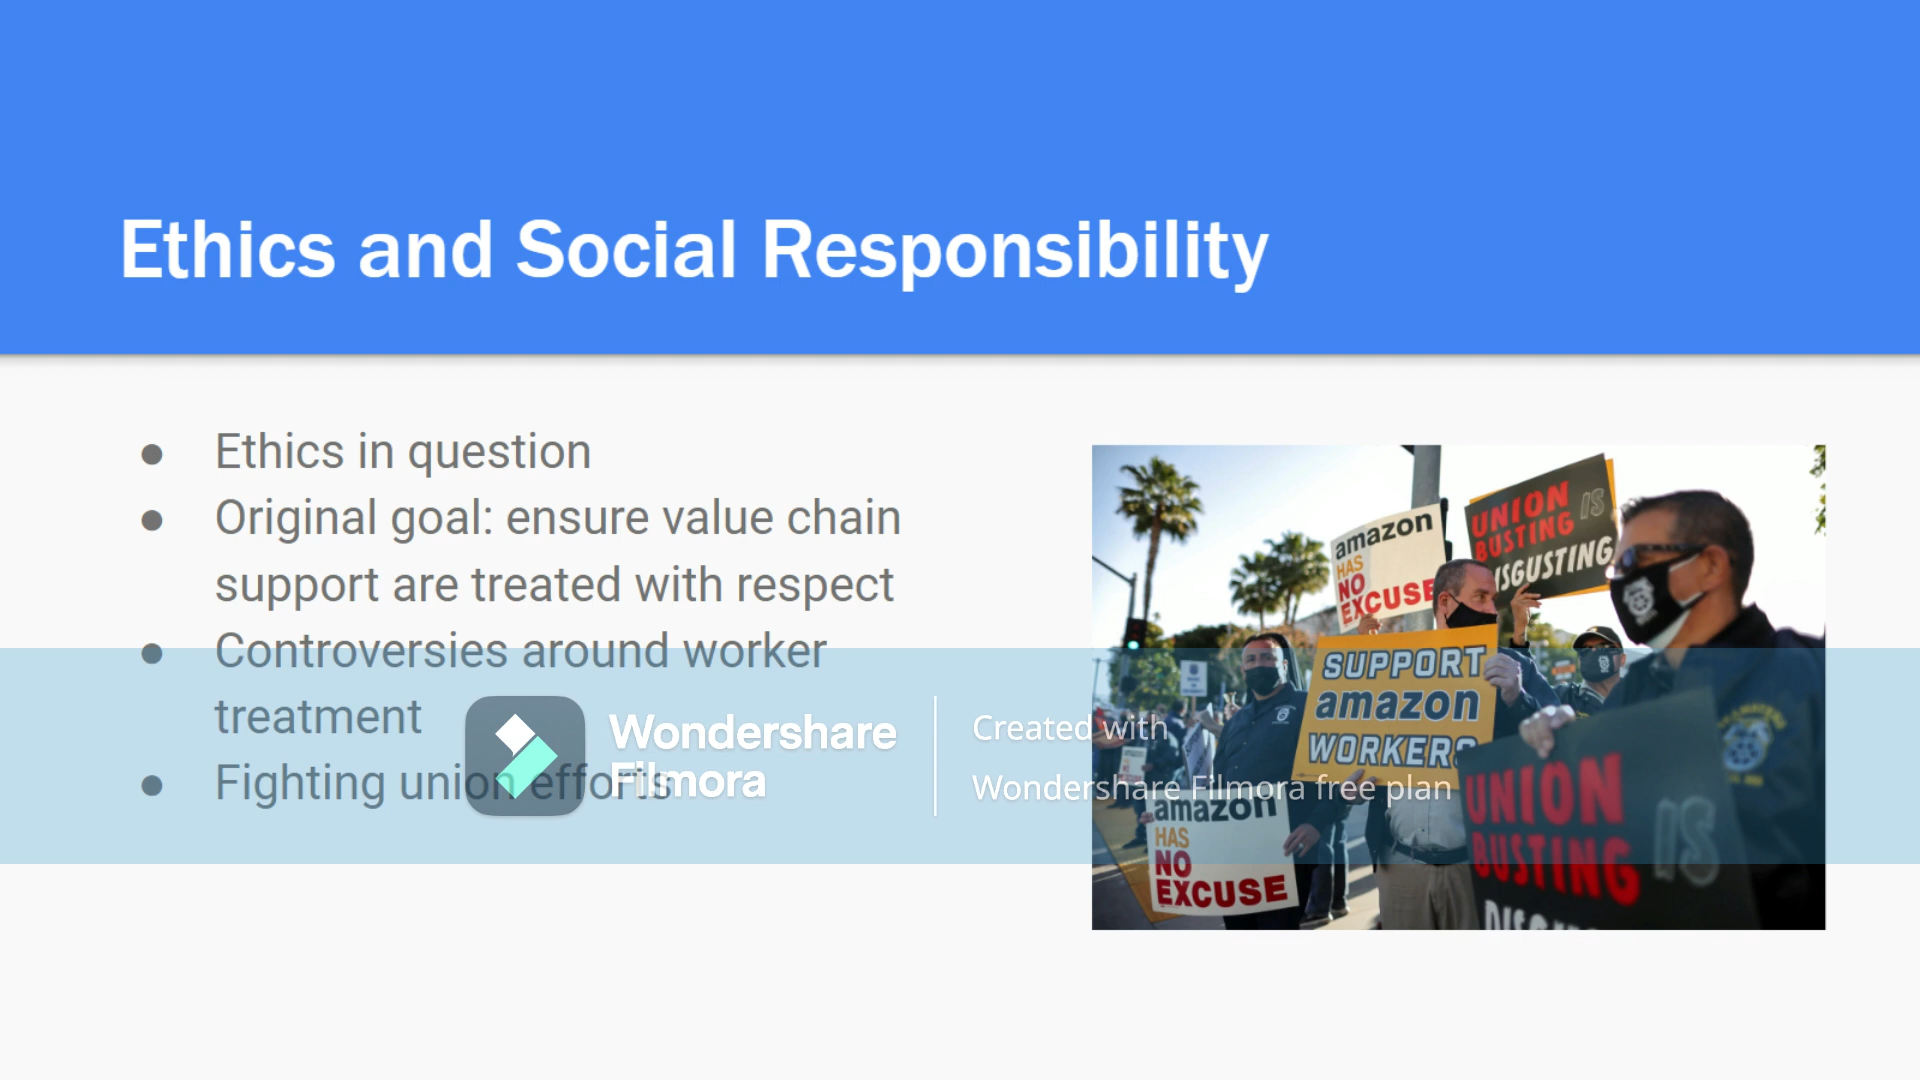 Ethics and Social Responsibility
● Ethics in question
● Original goal: ensure value chain
support are treated with respect
● Controversies around worker
treatment
● Fighting union efforts
Wondershare
Filmora
Created with
Wondershare Filmora free plan
amazon
HAS
NO
EXCUSE
UNION
BUSTING IS
DISGUSTING
SUPPORT
amazon
WORKERS
amazon
HAS
NO
EXCUSE
UNION
BUSTING IS